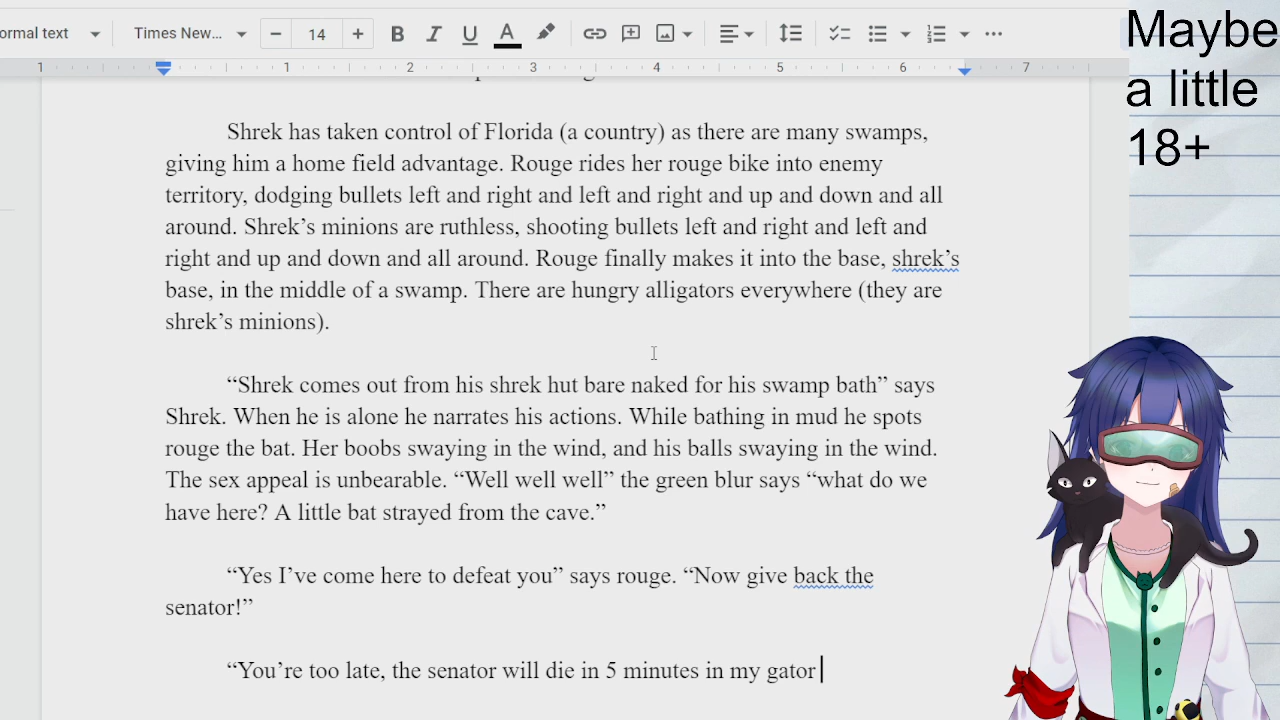 ormal text
Times New...
14
B I U A
1 1 2 3 4 5 6 7
Maybe
a little
18+
Shrek has taken control of Florida (a country) as there are many swamps,
giving him a home field advantage. Rouge rides her rouge bike into enemy
territory, dodging bullets left and right and left and right and up and down and all
around. Shrek’s minions are ruthless, shooting bullets left and right and left and
right and up and down and all around. Rouge finally makes it into the base, shrek’s
base, in the middle of a swamp. There are hungry alligators everywhere (they are
shrek’s minions).
“Shrek comes out from his shrek hut bare naked for his swamp bath” says
Shrek. When he is alone he narrates his actions. While bathing in mud he spots
rouge the bat. Her boobs swaying in the wind, and his balls swaying in the wind.
The sex appeal is unbearable. “Well well well” the green blur says “what do we
have here? A little bat strayed from the cave.”
“Yes I’ve come here to defeat you” says rouge. “Now give back the
senator!”
“You’re too late, the senator will die in 5 minutes in my gator